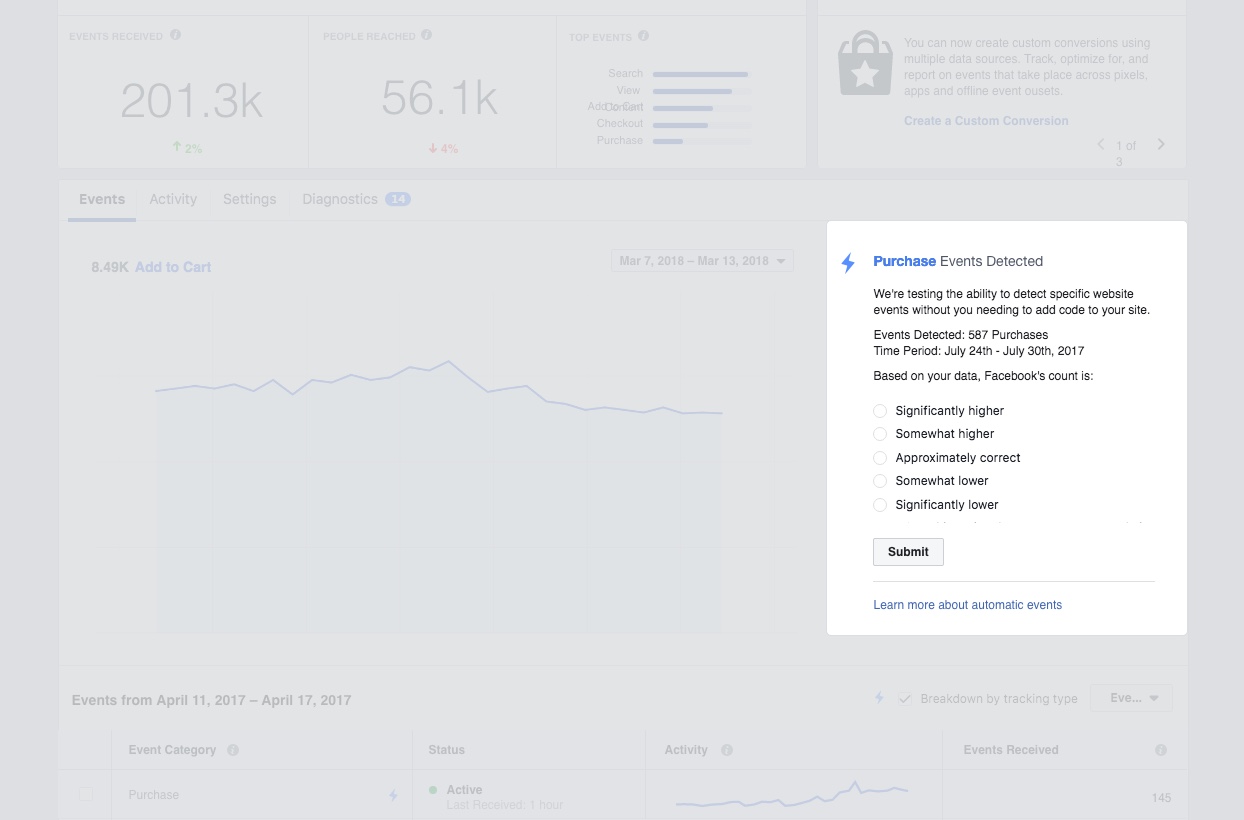 EVENTS RECEIVED
PEOPLE REACHED
TOP EVENTS
201.3k
56.1k
2%
4%
Search
View
Content
Add to Cart
Checkout
Purchase
You can now create custom conversions using
multiple data sources. Track, optimize for, and
report on events that take place across pixels,
apps and offline event ousets.
Create a Custom Conversion
1 of
3
Events
Activity
Settings
Diagnostics 14
8.49K Add to Cart
Mar 7, 2018 – Mar 13, 2018
Purchase Events Detected
We're testing the ability to detect specific website
events without you needing to add code to your site.
Events Detected: 587 Purchases
Time Period: July 24th - July 30th, 2017
Based on your data, Facebook's count is:
Significantly higher
Somewhat higher
Approximately correct
Somewhat lower
Significantly lower
Submit
Learn more about automatic events
Events from April 11, 2017 – April 17, 2017
Breakdown by tracking type
Eve...
Event Category
Status
Activity
Events Received
Purchase
Active
Last Received: 1 hour
145